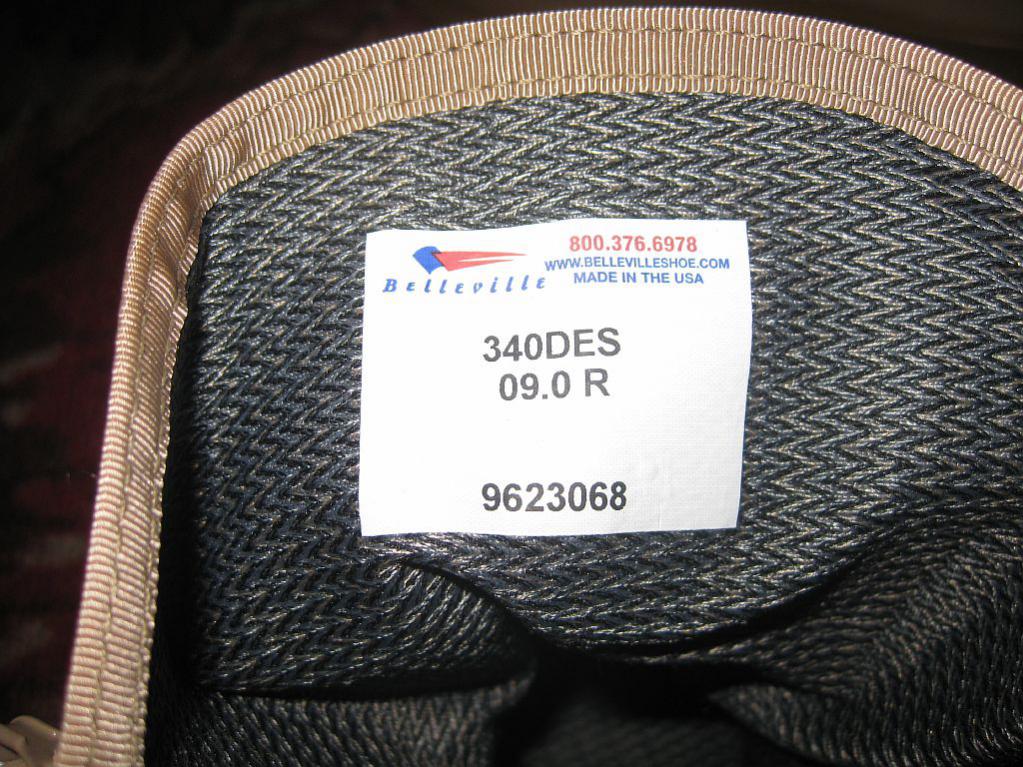 Belleville
800.376.6978
WWW.BELLEVILLESHOE.COM
MADE IN THE USA
340DES
09.0 R
9623068